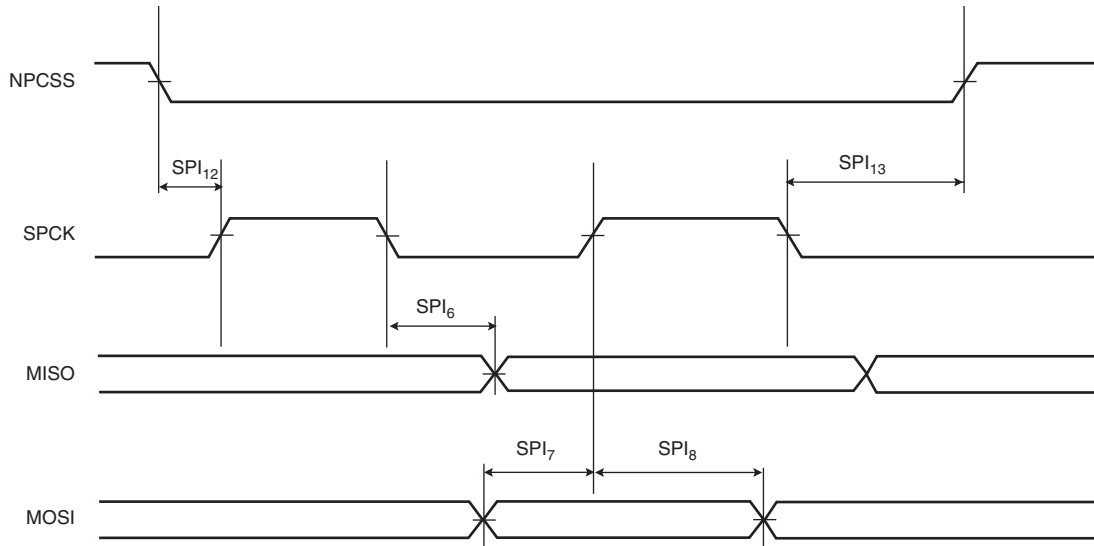 NPCSS
SPI₁₂
SPI₁₃
SPCK
SPI₆
MISO
SPI₇
SPI₈
MOSI